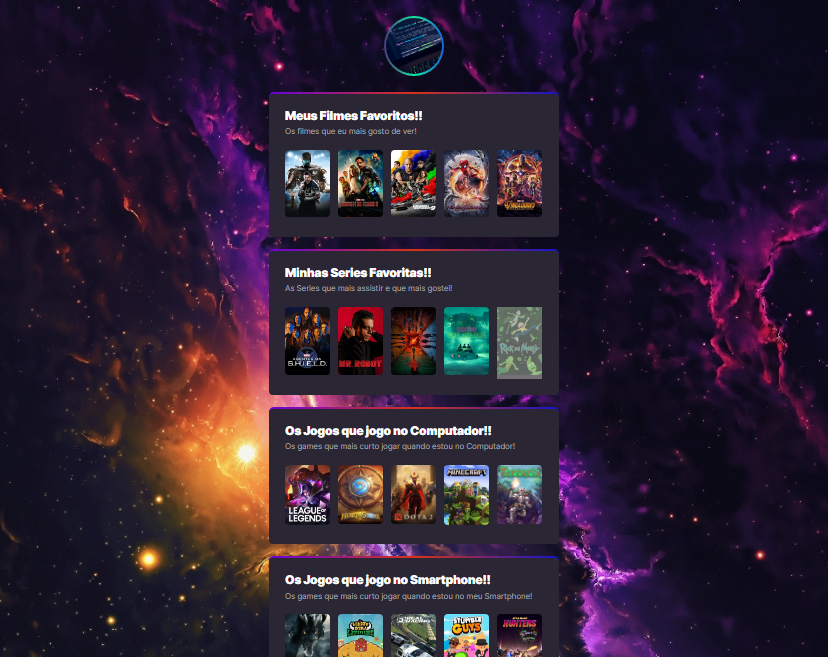 Meus Filmes Favoritos!!
Os filmes que eu mais gosto de ver!
Minhas Series Favoritas!!
As Series que mais assistir e que mais gostei!
S.H.I.E.L.D.
MR. ROBOT
Rick and Morty
Os Jogos que jogo no Computador!!
Os games que mais curto jogar quando estou no Computador!
LEAGUE OF
LEGENDS
DOTA 2
MINECRAFT
Os Jogos que jogo no Smartphone!!
Os games que mais curto jogar quando estou no meu Smartphone!
STUMBLE
GUYS
HUNTERS